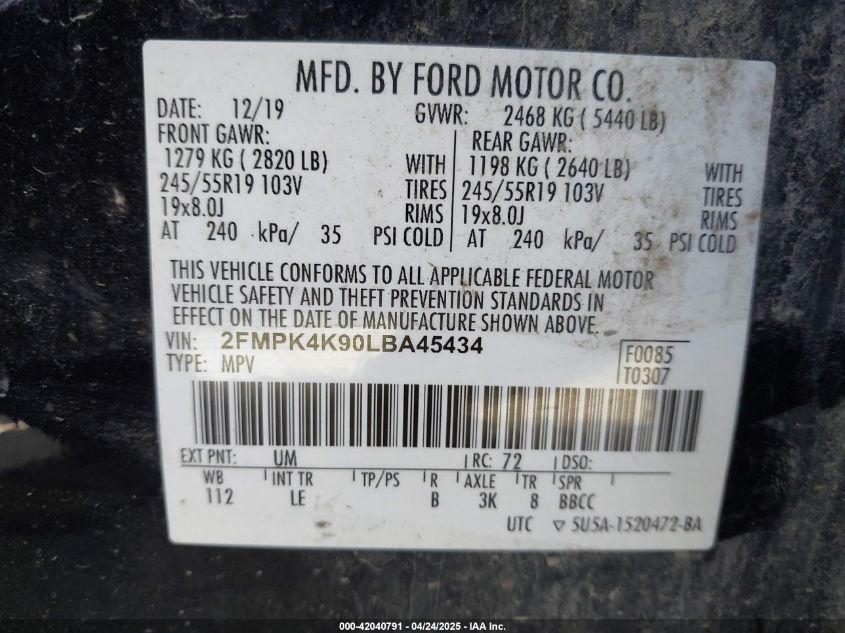 MFD. BY FORD MOTOR CO.
DATE: 12/19 GVWR: 2468 KG ( 5440 LB)
FRONT GAWR: REAR GAWR:
1279 KG ( 2820 LB) WITH 1198 KG ( 2640 LB) WITH
245/55R19 103V TIRES 245/55R19 103V TIRES
19x8.0J RIMS 19x8.0J RIMS
AT 240 kPa/ 35 PSI COLD AT 240 kPa/ 35 PSI COLD
THIS VEHICLE CONFORMS TO ALL APPLICABLE FEDERAL MOTOR
VEHICLE SAFETY AND THEFT PREVENTION STANDARDS IN
EFFECT ON THE DATE OF MANUFACTURE SHOWN ABOVE.
VIN: 2FMPK4K90LBA45434
TYPE: MPV
F0085
T0307
EXT PNT: UM RC: 72 DSO:
WB INT TR TP/PS R AXLE TR SPR
112 LE B 3K 8 BBCC
UTC ▽ 5U5A-1520472-BA
000-42040791 - 04/24/2025 - IAA Inc.